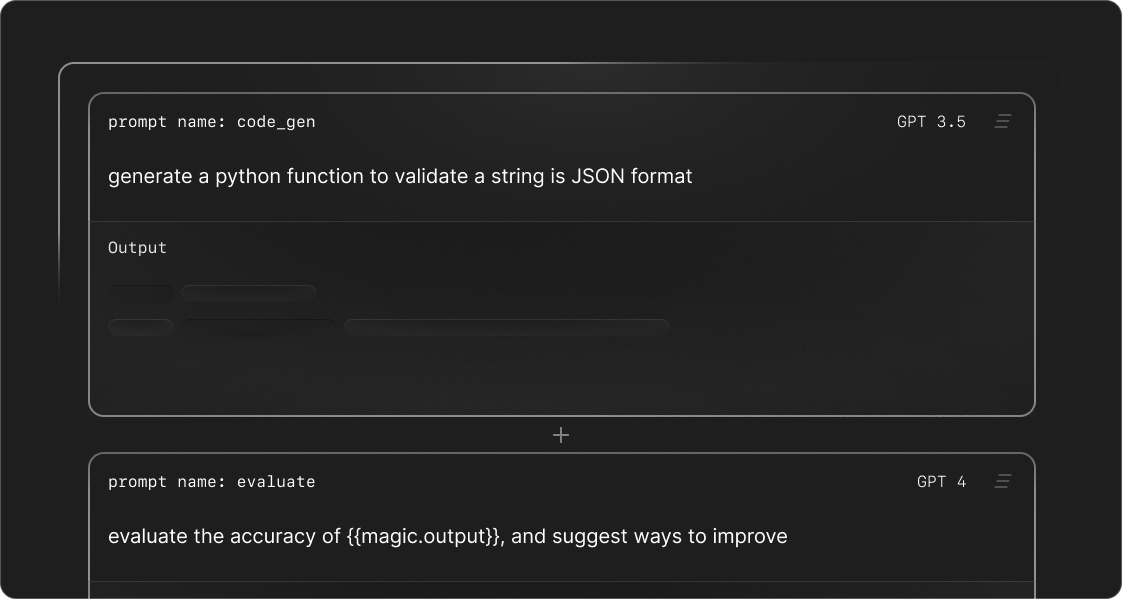 prompt name: code_gen
GPT 3.5
generate a python function to validate a string is JSON format
Output
prompt name: evaluate
GPT 4
evaluate the accuracy of {{magic.output}}, and suggest ways to improve